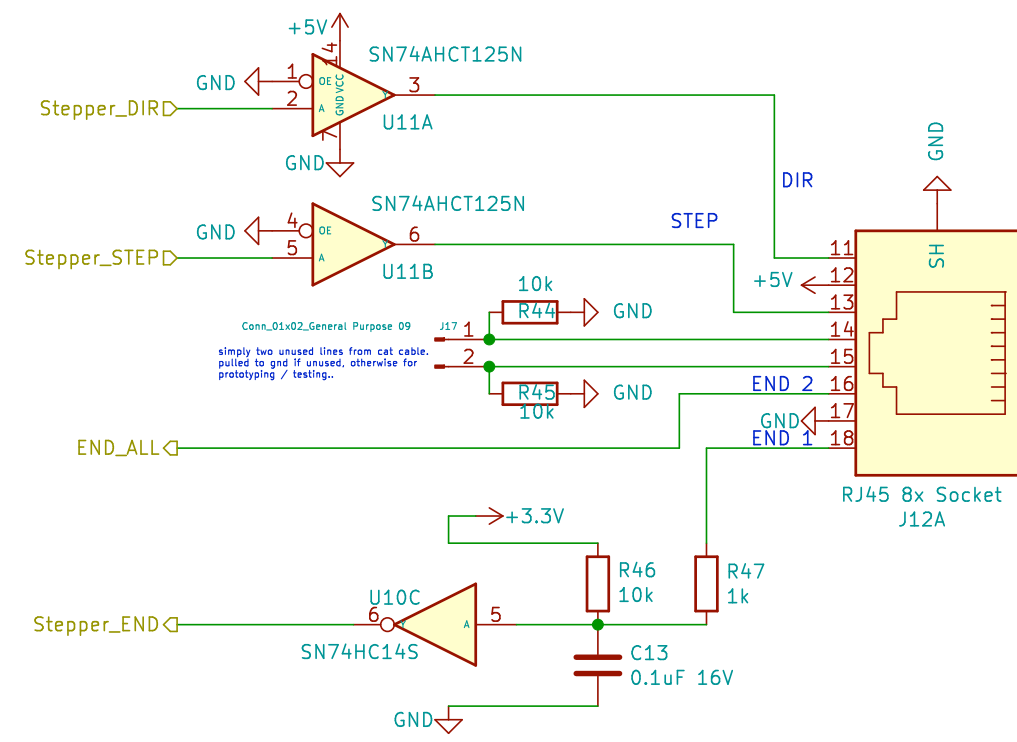 +5V
14
SN74AHCT125N
GND
1
OE
VCC
3
Stepper_DIR
2
A
GND
Y
U11A
7
GND
GND
DIR
SN74AHCT125N
STEP
GND
4
OE
6
Stepper_STEP
5
A
Y
U11B
SH
11
+5V
12
10k
R44
GND
13
Conn_01x02_General Purpose 09
J17
1
14
simply two unused lines from cat cable.
pulled to gnd if unused, otherwise for
prototyping / testing..
2
15
R45
10k
GND
END 2
16
GND
17
END_ALL
END 1
18
RJ45 8x Socket
J12A
+3.3V
R46
10k
R47
1k
U10C
Stepper_END
6
Y
A
5
SN74HC14S
C13
0.1uF 16V
GND